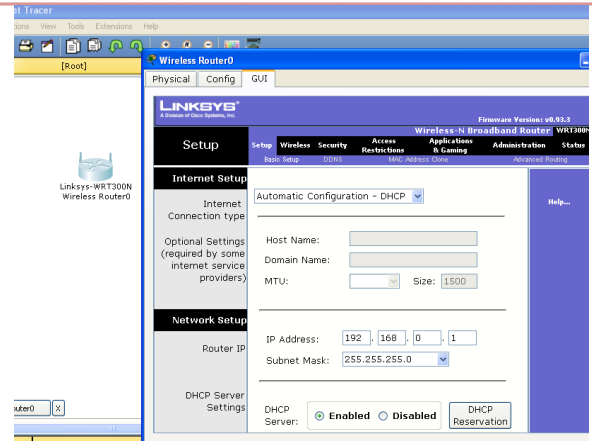 et Tracer
tions View Tools Extensions Help
[Root]
Wireless Router0
Physical Config GUI
LINKSYS®
A Division of Cisco Systems, Inc.
Firmware Version: v0.93.3
Wireless-N Broadband Router WRT300N
Setup
Setup Wireless Security Access Restrictions Applications & Gaming Administration Status
Basic Setup DDNS MAC Address Clone Advanced Routing
Linksys-WRT300N
Wireless Router0
Internet Setup
Internet
Connection type
Automatic Configuration - DHCP
Help...
Optional Settings
(required by some
internet service
providers)
Host Name:
Domain Name:
MTU: Size: 1500
Network Setup
Router IP
IP Address: 192 . 168 . 0 . 1
Subnet Mask: 255.255.255.0
DHCP Server
Settings
DHCP
Server: Enabled Disabled
DHCP
Reservation
outer0 X